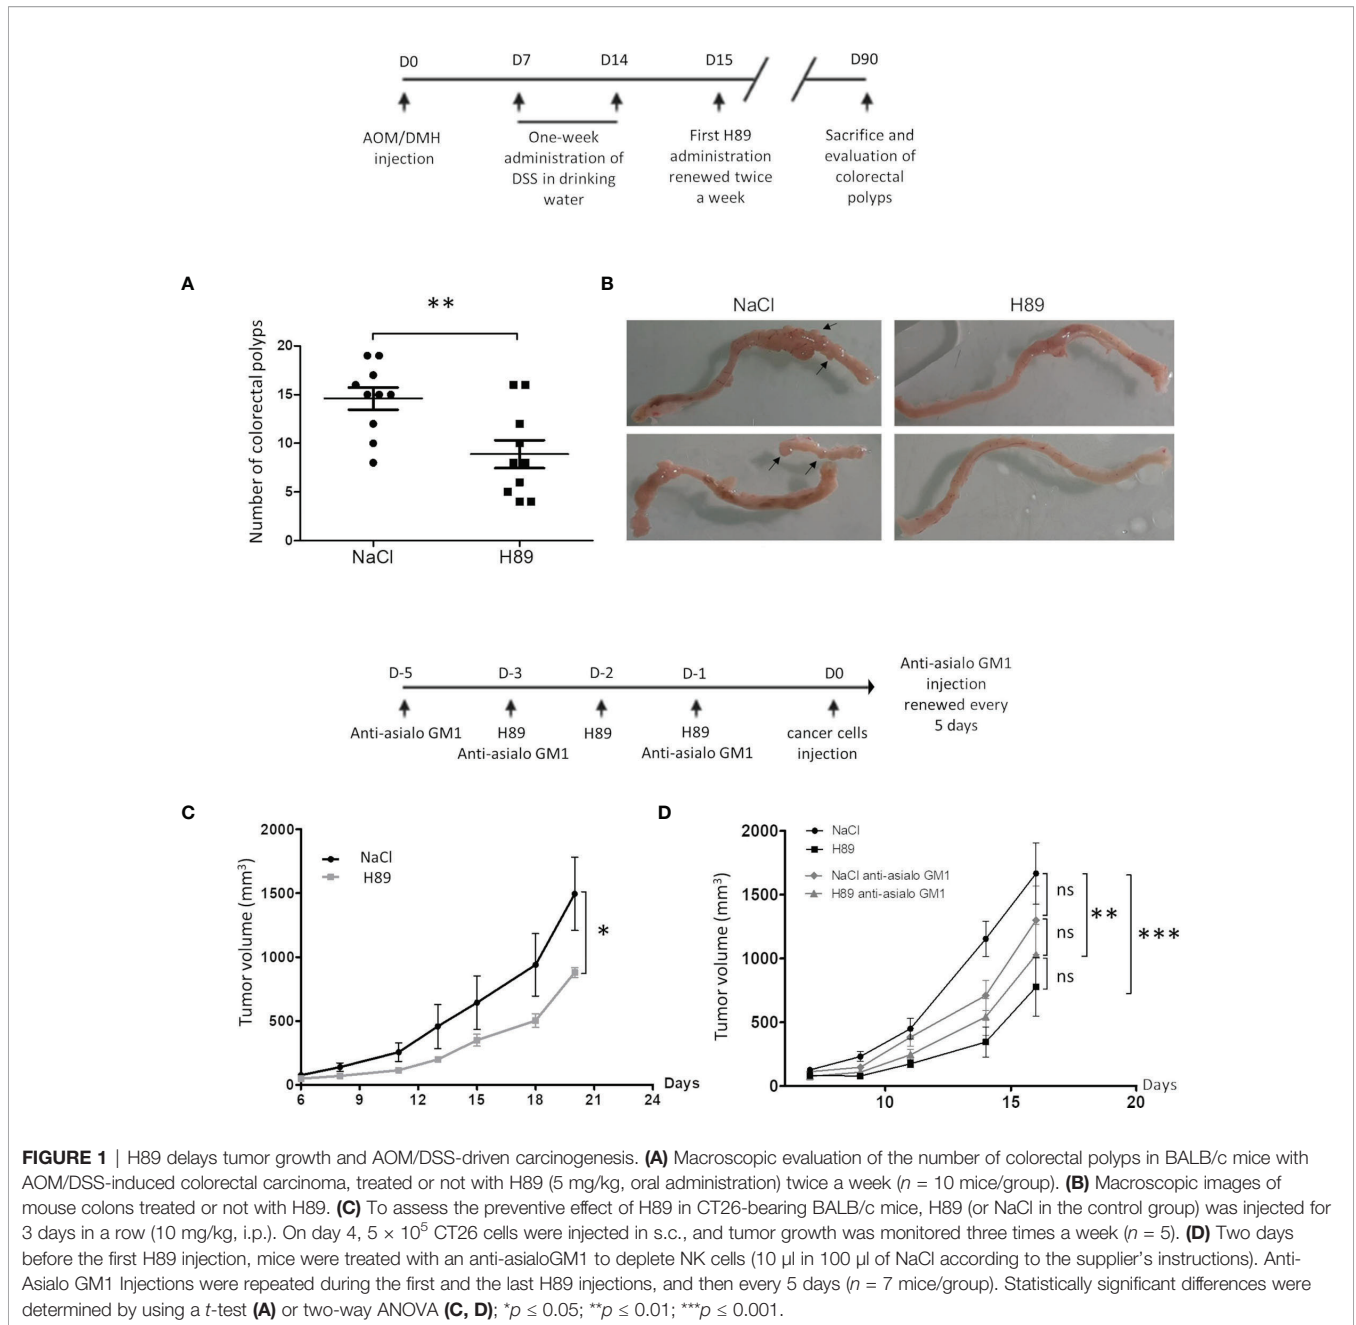 D0 D7 D14 D15 D90
AOM/DMH
injection
One-week
administration of
DSS in drinking
water
First H89
administration
renewed twice
a week
Sacrifice and
evaluation of
colorectal
polyps
A
**
Number of colorectal polyps
20
15
10
5
0
NaCl H89
B
NaCl H89
D-5 D-3 D-2 D-1 D0
Anti-asialo GM1
H89
Anti-asialo GM1
H89
H89
Anti-asialo GM1
cancer cells
injection
Anti-asialo GM1
injection
renewed every
5 days
C
Tumor volume (mm³)
2000
1500
1000
500
0
NaCl
H89
*
6 9 12 15 18 21 24
Days
D
Tumor volume (mm³)
2000
1500
1000
500
0
NaCl
H89
NaCl anti-asialo GM1
H89 anti-asialo GM1
ns
ns
ns
**
***
10 15 20
Days
FIGURE 1 | H89 delays tumor growth and AOM/DSS-driven carcinogenesis. (A) Macroscopic evaluation of the number of colorectal polyps in BALB/c mice with
AOM/DSS-induced colorectal carcinoma, treated or not with H89 (5 mg/kg, oral administration) twice a week (n = 10 mice/group). (B) Macroscopic images of
mouse colons treated or not with H89. (C) To assess the preventive effect of H89 in CT26-bearing BALB/c mice, H89 (or NaCl in the control group) was injected for
3 days in a row (10 mg/kg, i.p.). On day 4, 5 × 10⁵ CT26 cells were injected in s.c., and tumor growth was monitored three times a week (n = 5). (D) Two days
before the first H89 injection, mice were treated with an anti-asialoGM1 to deplete NK cells (10 µl in 100 µl of NaCl according to the supplier's instructions). Anti-
Asialo GM1 Injections were repeated during the first and the last H89 injections, and then every 5 days (n = 7 mice/group). Statistically significant differences were
determined by using a t-test (A) or two-way ANOVA (C, D); *p ≤ 0.05; **p ≤ 0.01; ***p ≤ 0.001.